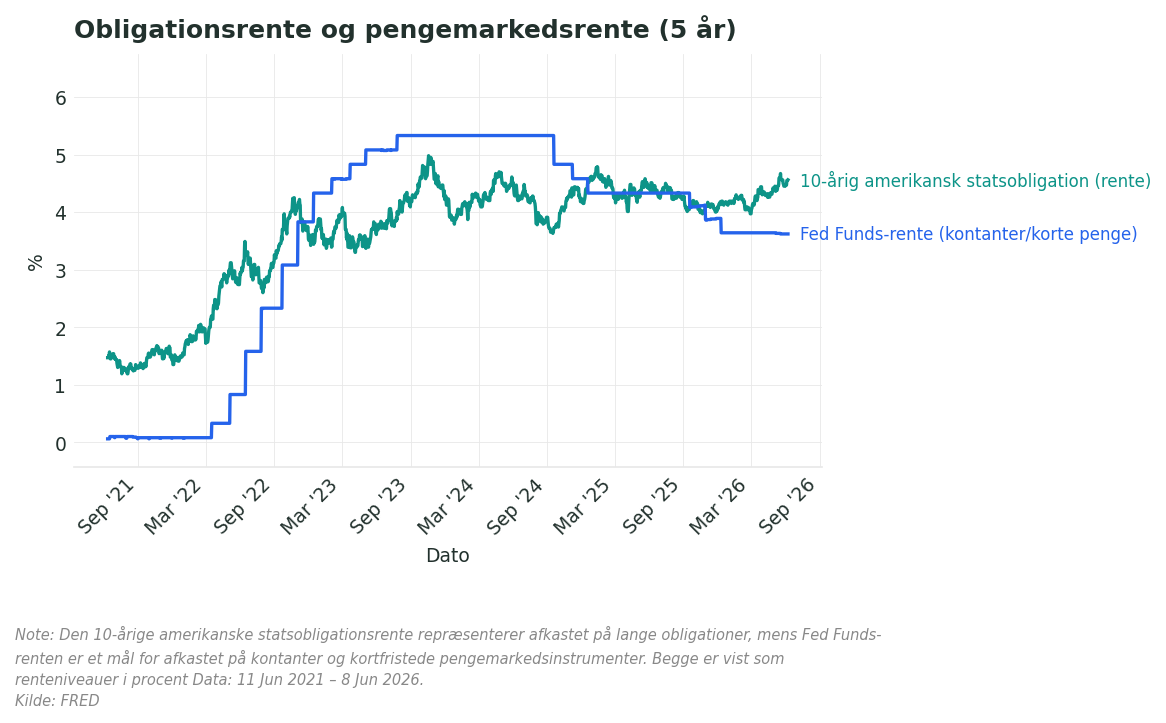 Obligationsrente og pengemarkedsrente (5 år)
6
5
4
3
2
1
0
%
10-årig amerikansk statsobligation (rente)
Fed Funds-rente (kontanter/korte penge)
Sep '21
Mar '22
Sep '22
Mar '23
Sep '23
Mar '24
Sep '24
Mar '25
Sep '25
Mar '26
Sep '26
Dato
Note: Den 10-årige amerikanske statsobligationsrente repræsenterer afkastet på lange obligationer, mens Fed Funds-
renten er et mål for afkastet på kontanter og kortfristede pengemarkedsinstrumenter. Begge er vist som
renteniveauer i procent Data: 11 Jun 2021 – 8 Jun 2026.
Kilde: FRED